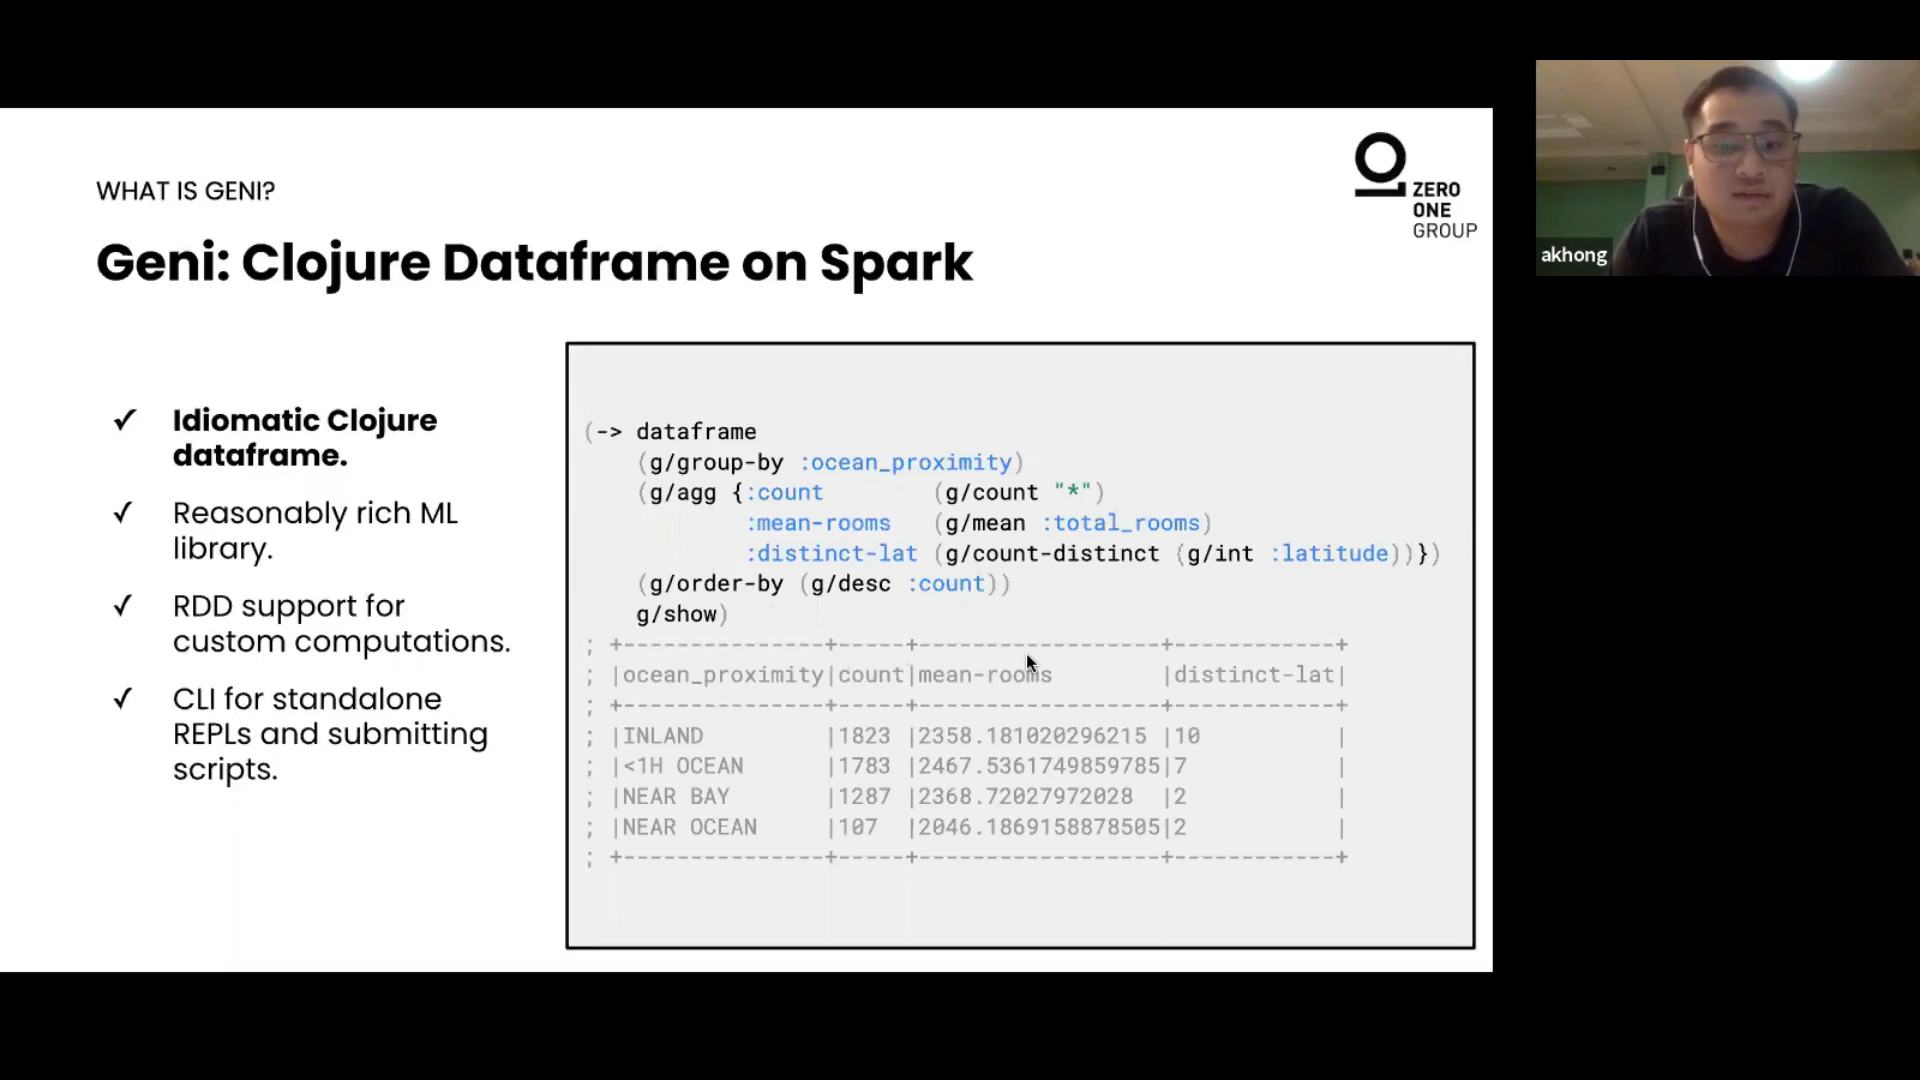 WHAT IS GENI?
Geni: Clojure Dataframe on Spark
ZERO
ONE
GROUP
akhong
✓ Idiomatic Clojure
dataframe.
✓ Reasonably rich ML
library.
✓ RDD support for
custom computations.
✓ CLI for standalone
REPLs and submitting
scripts.
(-> dataframe
    (g/group-by :ocean_proximity)
    (g/agg {:count        (g/count "*")
            :mean-rooms   (g/mean :total_rooms)
            :distinct-lat (g/count-distinct (g/int :latitude))})
    (g/order-by (g/desc :count))
    g/show)
; +---------------+-----+------------------+------------+
; |ocean_proximity|count|mean-rooms        |distinct-lat|
; +---------------+-----+------------------+------------+
; |INLAND         |1823 |2358.181020296215 |10          |
; |<1H OCEAN      |1783 |2467.5361749859785|7           |
; |NEAR BAY       |1287 |2368.72027972028  |2           |
; |NEAR OCEAN     |107  |2046.1869158878505|2           |
; +---------------+-----+------------------+------------+